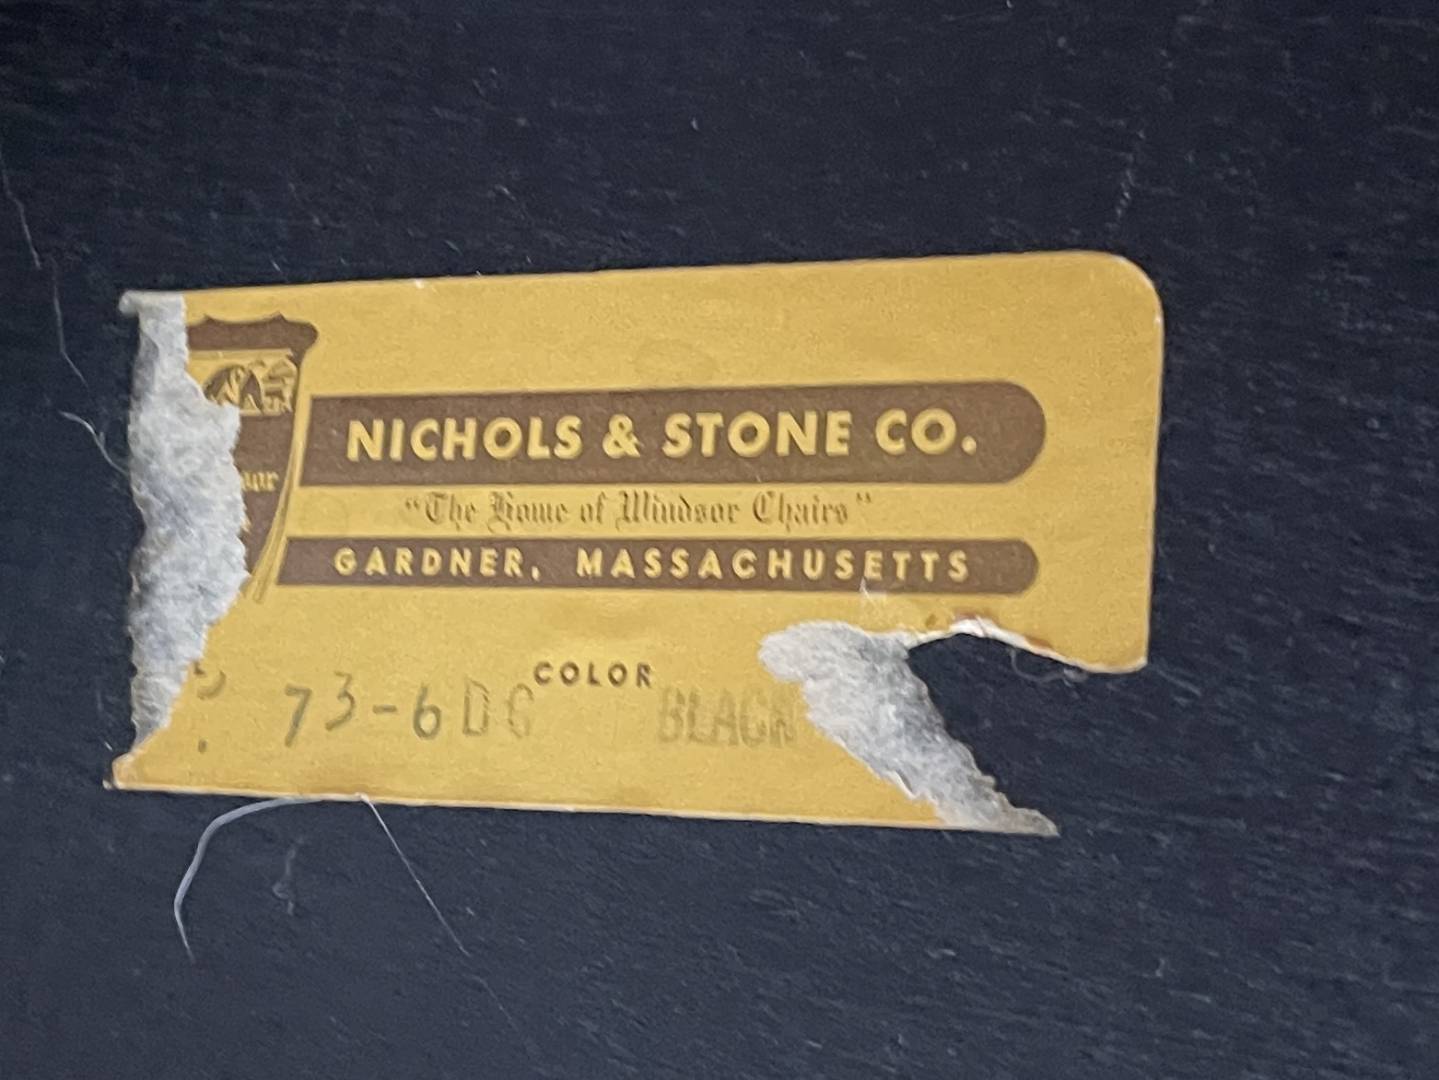 NICHOLS & STONE CO.
"The Home of Windsor Chairs"
GARDNER, MASSACHUSETTS
COLOR
73-6DG BLACK